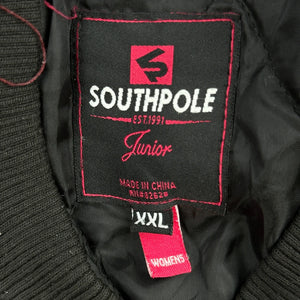 SOUTHPOLE
EST.1991
Junior
MADE IN CHINA
XXL
WOMENS